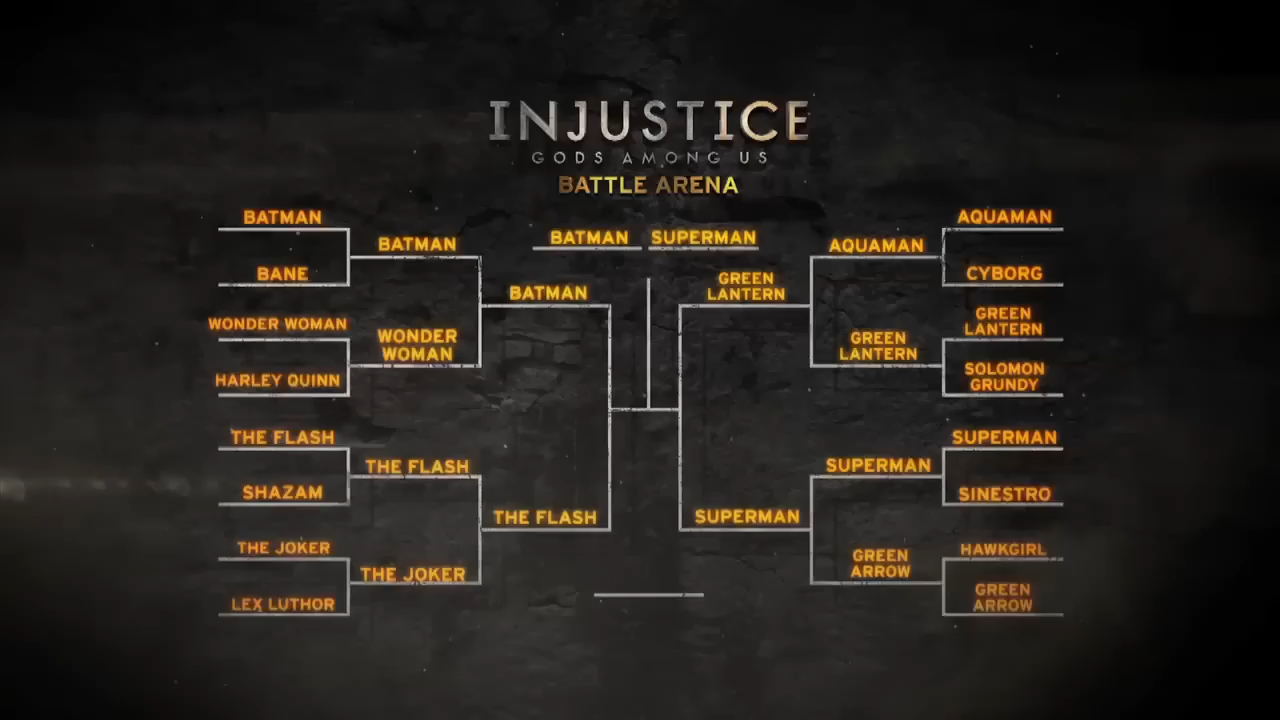 INJUSTICE
GODS AMONG US
BATTLE ARENA
BATMAN
BANE
WONDER WOMAN
HARLEY QUINN
THE FLASH
SHAZAM
THE JOKER
LEX LUTHOR
BATMAN
WONDER
WOMAN
THE FLASH
THE JOKER
BATMAN
THE FLASH
BATMAN
SUPERMAN
GREEN
LANTERN
SUPERMAN
AQUAMAN
GREEN
LANTERN
SUPERMAN
GREEN
ARROW
AQUAMAN
CYBORG
GREEN
LANTERN
SOLOMON
GRUNDY
SUPERMAN
SINESTRO
HAWKGIRL
GREEN
ARROW